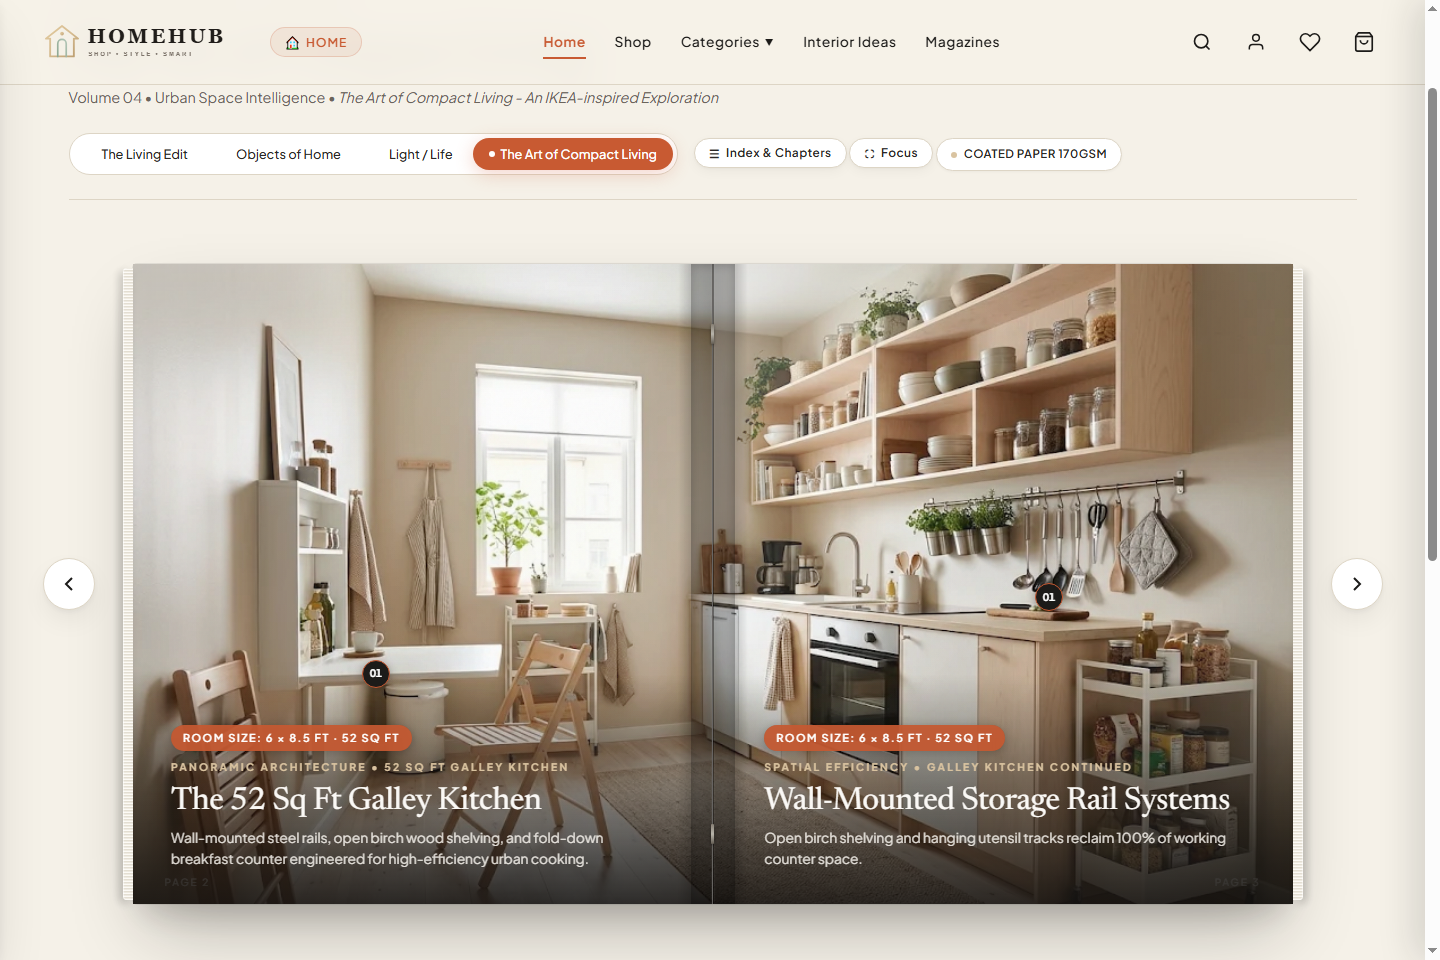 HOMEHUB
SHOP • STYLE • SMART
HOME
Home
Shop
Categories ▼
Interior Ideas
Magazines
Volume 04 • Urban Space Intelligence • The Art of Compact Living - An IKEA-inspired Exploration
The Living Edit
Objects of Home
Light / Life
The Art of Compact Living
Index & Chapters
Focus
COATED PAPER 170GSM
01
ROOM SIZE: 6 × 8.5 FT · 52 SQ FT
PANORAMIC ARCHITECTURE • 52 SQ FT GALLEY KITCHEN
The 52 Sq Ft Galley Kitchen
Wall-mounted steel rails, open birch wood shelving, and fold-down
breakfast counter engineered for high-efficiency urban cooking.
PAGE 2
01
ROOM SIZE: 6 × 8.5 FT · 52 SQ FT
SPATIAL EFFICIENCY • GALLEY KITCHEN CONTINUED
Wall-Mounted Storage Rail Systems
Open birch shelving and hanging utensil tracks reclaim 100% of working
counter space.
PAGE 3